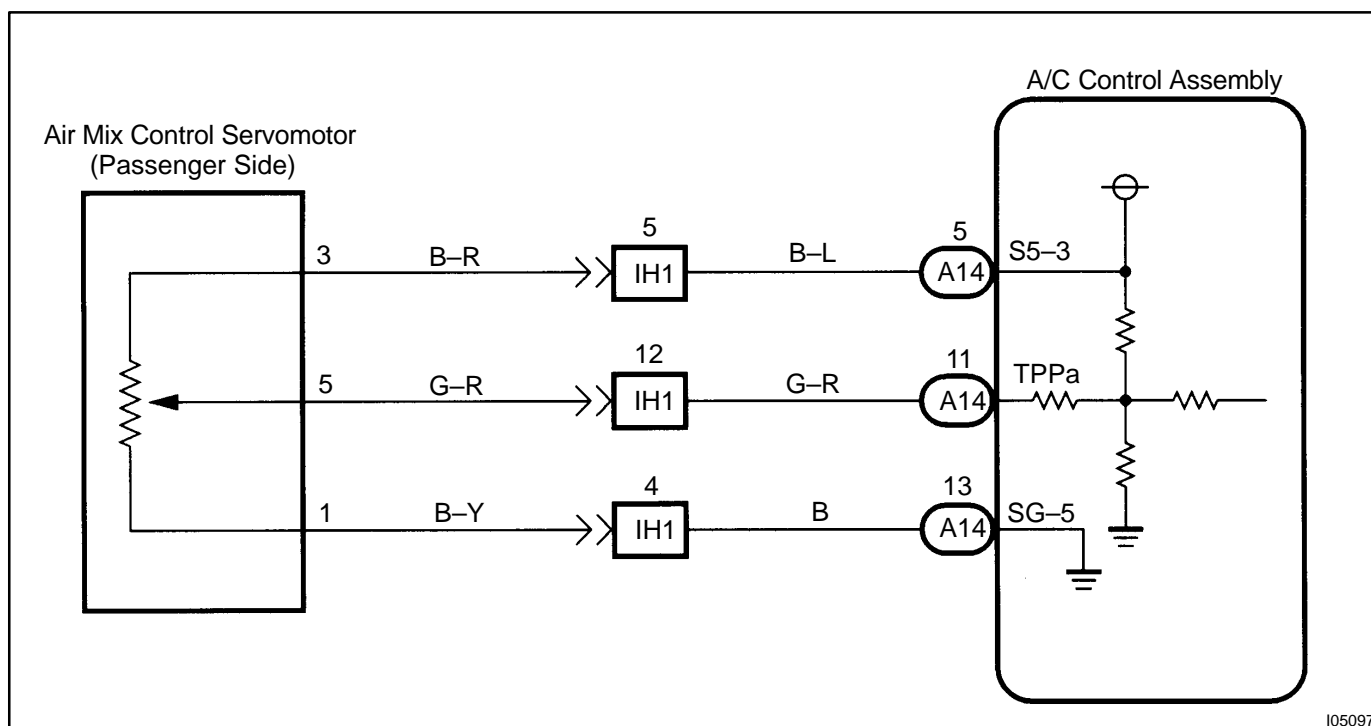 A/C Control Assembly
Air Mix Control Servomotor
(Passenger Side)
3 B–R 5 IH1 B–L 5 A14 S5–3
5 G–R 12 IH1 G–R 11 A14 TPPa
1 B–Y 4 IH1 B 13 A14 SG–5
I05097